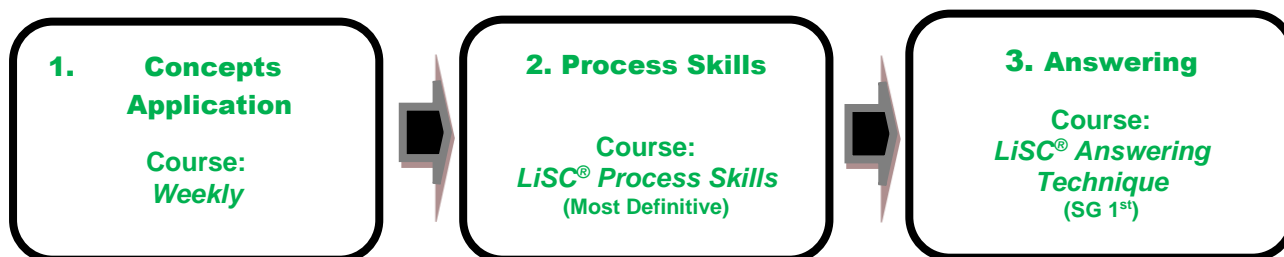 1. Concepts
Application
Course:
Weekly
2. Process Skills
Course:
LiSC® Process Skills
(Most Definitive)
3. Answering
Course:
LiSC® Answering
Technique
(SG 1st)